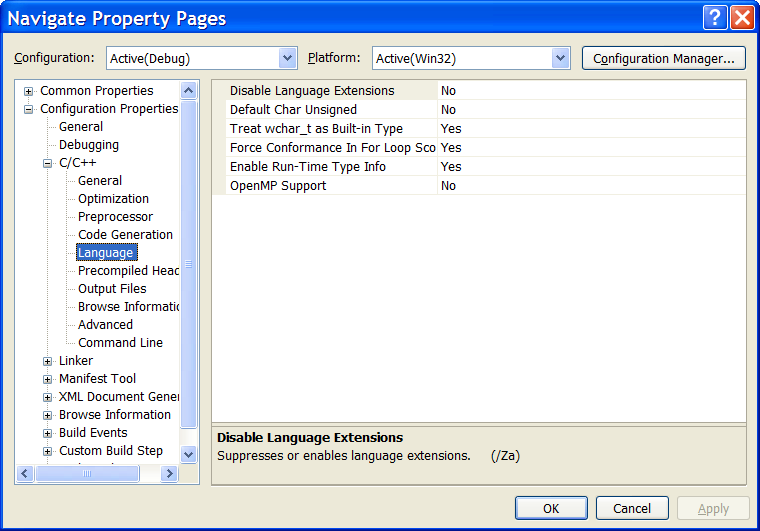 Navigate Property Pages
Configuration: Active(Debug) Platform: Active(Win32) Configuration Manager...
Common Properties
Configuration Properties
General
Debugging
C/C++
General
Optimization
Preprocessor
Code Generation
Language
Precompiled Head
Output Files
Browse Informatio
Advanced
Command Line
Linker
Manifest Tool
XML Document Gener
Browse Information
Build Events
Custom Build Step
Disable Language Extensions No
Default Char Unsigned No
Treat wchar_t as Built-in Type Yes
Force Conformance In For Loop Sco Yes
Enable Run-Time Type Info Yes
OpenMP Support No
Disable Language Extensions
Suppresses or enables language extensions. (/Za)
OK Cancel Apply